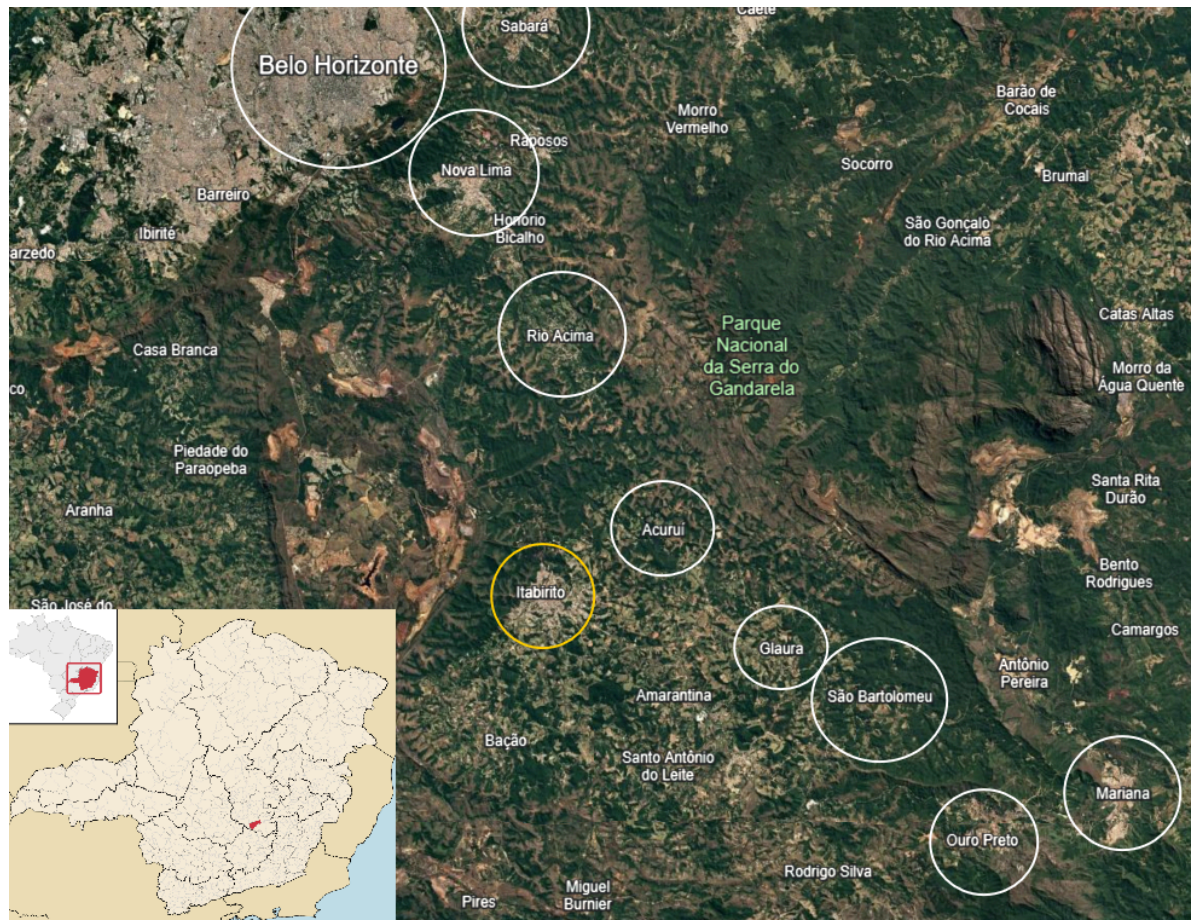 Sabará
Caeté
Belo Horizonte
Barão de
Cocais
Morro
Vermelho
Raposos
Nova Lima
Socorro
Brumal
Barreiro
Honório
Bicalho
São Gonçalo
do Rio Acima
Ibirité
arzedo
Catas Altas
Parque
Nacional
da Serra do
Gandarela
Rio Acima
Casa Branca
Morro da
Água Quente
co
Piedade do
Paraopeba
Santa Rita
Durão
Aranha
Acuruí
Bento
Rodrigues
Itabirito
São José do
Camargos
Glaura
Antônio
Pereira
Amarantina
São Bartolomeu
Bação
Santo Antônio
do Leite
Mariana
Ouro Preto
Rodrigo Silva
Miguel
Burnier
Pires